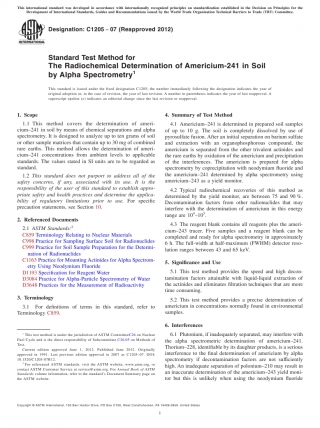 This international standard was developed in accordance with internationally recognized principles on standardization established in the Decision on Principles for the
Development of International Standards, Guides and Recommendations issued by the World Trade Organization Technical Barriers to Trade (TBT) Committee.
Designation: C1205 − 07 (Reapproved 2012)
Standard Test Method for
The Radiochemical Determination of Americium-241 in Soil
by Alpha Spectrometry1
This standard is issued under the fixed designation C1205; the number immediately following the designation indicates the year of
original adoption or, in the case of revision, the year of last revision. A number in parentheses indicates the year of last reapproval. A
superscript epsilon (ε) indicates an editorial change since the last revision or reapproval.
1. Scope
1.1 This method covers the determination of ameri-
cium–241 in soil by means of chemical separations and alpha
spectrometry. It is designed to analyze up to ten grams of soil
or other sample matrices that contain up to 30 mg of combined
rare earths. This method allows the determination of ameri-
cium–241 concentrations from ambient levels to applicable
standards. The values stated in SI units are to be regarded as
standard.
1.2 This standard does not purport to address all of the
safety concerns, if any, associated with its use. It is the
responsibility of the user of this standard to establish appro-
priate safety and health practices and determine the applica-
bility of regulatory limitations prior to use. For specific
precaution statements, see Section 10.
2. Referenced Documents
2.1 ASTM Standards:2
C859 Terminology Relating to Nuclear Materials
C998 Practice for Sampling Surface Soil for Radionuclides
C999 Practice for Soil Sample Preparation for the Determi-
nation of Radionuclides
C1163 Practice for Mounting Actinides for Alpha Spectrom-
etry Using Neodymium Fluoride
D1193 Specification for Reagent Water
D3084 Practice for Alpha-Particle Spectrometry of Water
D3648 Practices for the Measurement of Radioactivity
3. Terminology
3.1 For definitions of terms in this standard, refer to
Terminology C859.
1 This test method is under the jurisdiction of ASTM Committee C26 on Nuclear
Fuel Cycle and is the direct responsibility of Subcommittee C26.05 on Methods of
Test.
Current edition approved June 1, 2012. Published June 2012. Originally
approved in 1991. Last previous edition approved in 2007 as C1205–07. DOI:
10.1520/C1205-07R12.
2 For referenced ASTM standards, visit the ASTM website, www.astm.org, or
contact ASTM Customer Service at service@astm.org. For Annual Book of ASTM
Standards volume information, refer to the standard's Document Summary page on
the ASTM website.
4. Summary of Test Method
4.1 Americium–241 is determined in prepared soil samples
of up to 10 g. The soil is completely dissolved by use of
pyrosulfate fusion. After an initial separation on barium sulfate
and extraction with an organophosphorous compound, the
americium is separated from the other trivalent actinides and
the rare earths by oxidation of the americium and precipitation
of the interferences. The americium is prepared for alpha
spectrometry by coprecipitation with neodymium fluoride and
the americium–241 determined by alpha spectrometry using
americium–243 as a yield monitor.
4.2 Typical radiochemical recoveries of this method as
determined by the yield monitor, are between 75 and 90 %.
Decontamination factors from other radionuclides that may
interfere with the determination of americium in this energy
range are 104–105.
4.3 The reagent blank contains all reagents plus the ameri-
cium–243 tracer. Five samples and a reagent blank can be
completed and ready for alpha spectrometry in approximately
6 h. The full-width at half-maximum (FWHM) detector reso-
lution ranges between 43 and 65 keV.
5. Significance and Use
5.1 This test method provides the speed and high decon-
tamination factors attainable with liquid-liquid extraction of
the actinides and eliminates filtration techniques that are more
time consuming.
5.2 This test method provides a precise determination of
americium in concentrations normally found in environmental
samples.
6. Interferences
6.1 Plutonium, if inadequately separated, may interfere with
the alpha spectrometric determination of americium–241.
Thorium–228, identifiable by its daughter products, is a serious
interference to the final determination of americium by alpha
spectrometry if decontamination factors are not sufficiently
high. An inadequate separation of polonium–210 may result in
an inaccurate determination of the americium–243 yield moni-
tor but this is unlikely when using the neodymium fluoride
Copyright © ASTM International, 100 Barr Harbor Drive, PO Box C700, West Conshohocken, PA 19428-2959. United States
1